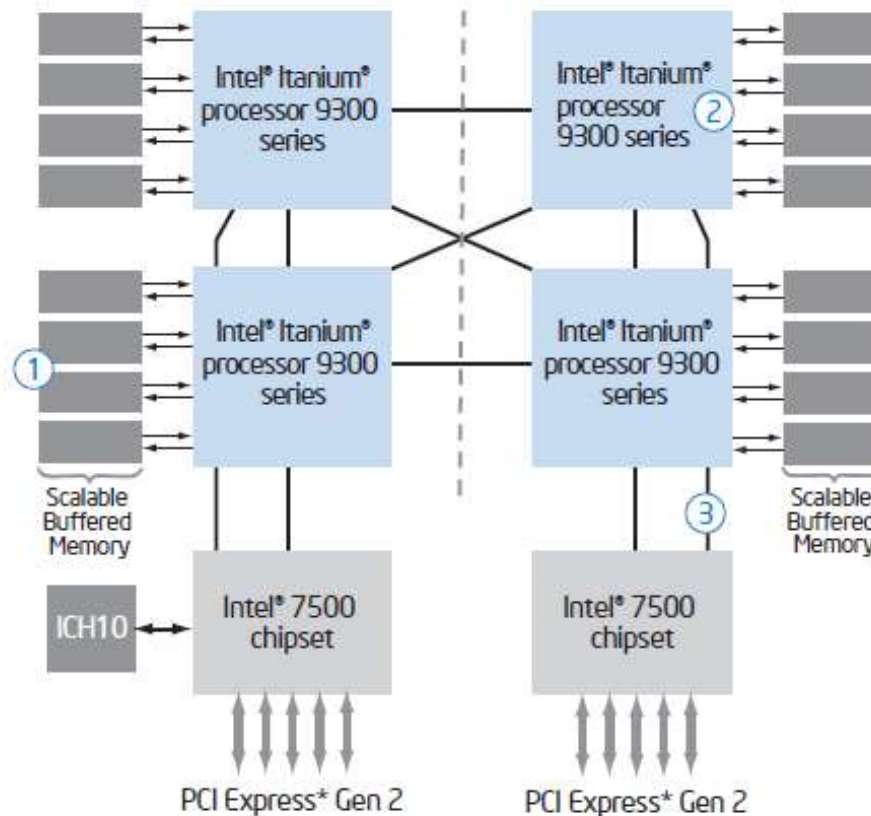 Intel® Itanium®
processor 9300
series
Intel® Itanium®
processor
9300 series
2
Intel® Itanium®
processor 9300
series
Intel® Itanium®
processor 9300
series
1
Scalable
Buffered
Memory
3
Scalable
Buffered
Memory
ICH10
Intel® 7500
chipset
Intel® 7500
chipset
PCI Express* Gen 2
PCI Express* Gen 2